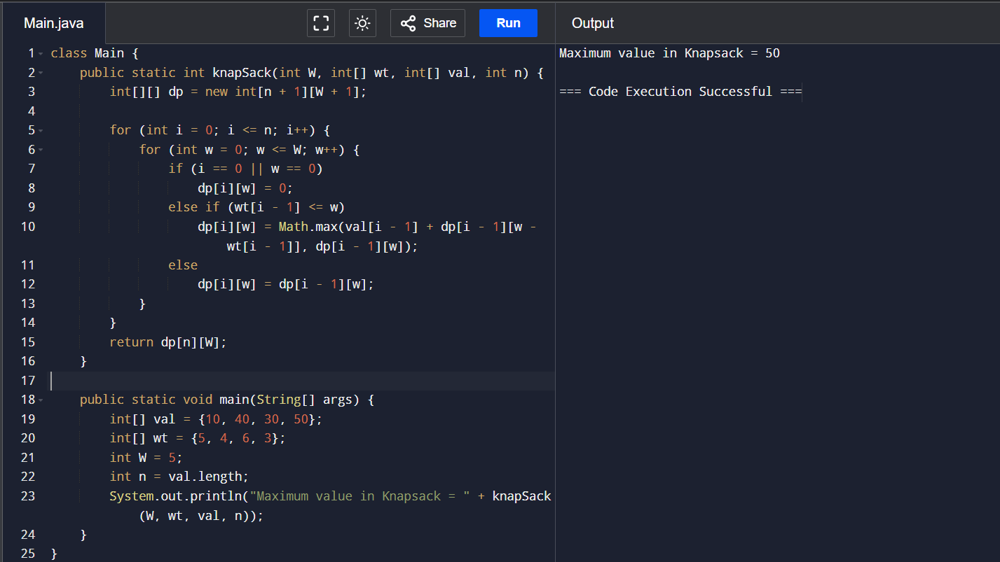 Main.java
Share
Run
Output
1 class Main {
2     public static int knapSack(int W, int[] wt, int[] val, int n) {
3         int[][] dp = new int[n + 1][W + 1];
4
5         for (int i = 0; i <= n; i++) {
6             for (int w = 0; w <= W; w++) {
7                 if (i == 0 || w == 0)
8                     dp[i][w] = 0;
9                 else if (wt[i - 1] <= w)
10                     dp[i][w] = Math.max(val[i - 1] + dp[i - 1][w -
                        wt[i - 1]], dp[i - 1][w]);
11                 else
12                     dp[i][w] = dp[i - 1][w];
13             }
14         }
15         return dp[n][W];
16     }
17
18     public static void main(String[] args) {
19         int[] val = {10, 40, 30, 50};
20         int[] wt = {5, 4, 6, 3};
21         int W = 5;
22         int n = val.length;
23         System.out.println("Maximum value in Knapsack = " + knapSack
            (W, wt, val, n));
24     }
25 }
Maximum value in Knapsack = 50
=== Code Execution Successful ===